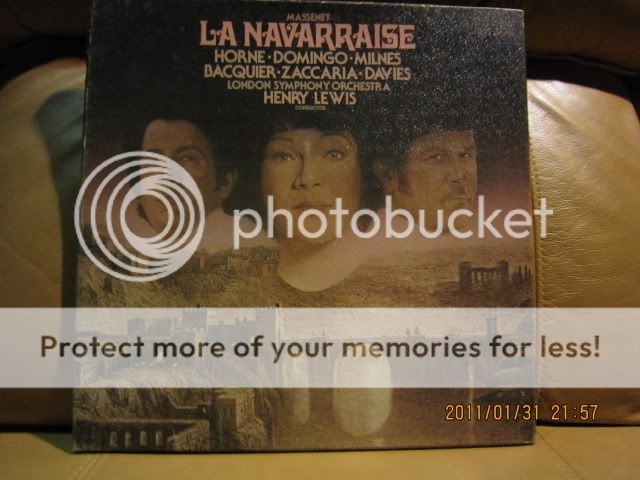 MASSENET
LA NAVARRAISE
HORNE · DOMINGO · MILNES
BACQUIER · ZACCARIA · DAVIES
LONDON SYMPHONY ORCHESTRA
HENRY LEWIS
CONDUCTOR
photobucket
Protect more of your memories for less!
2011/01/31 21:57